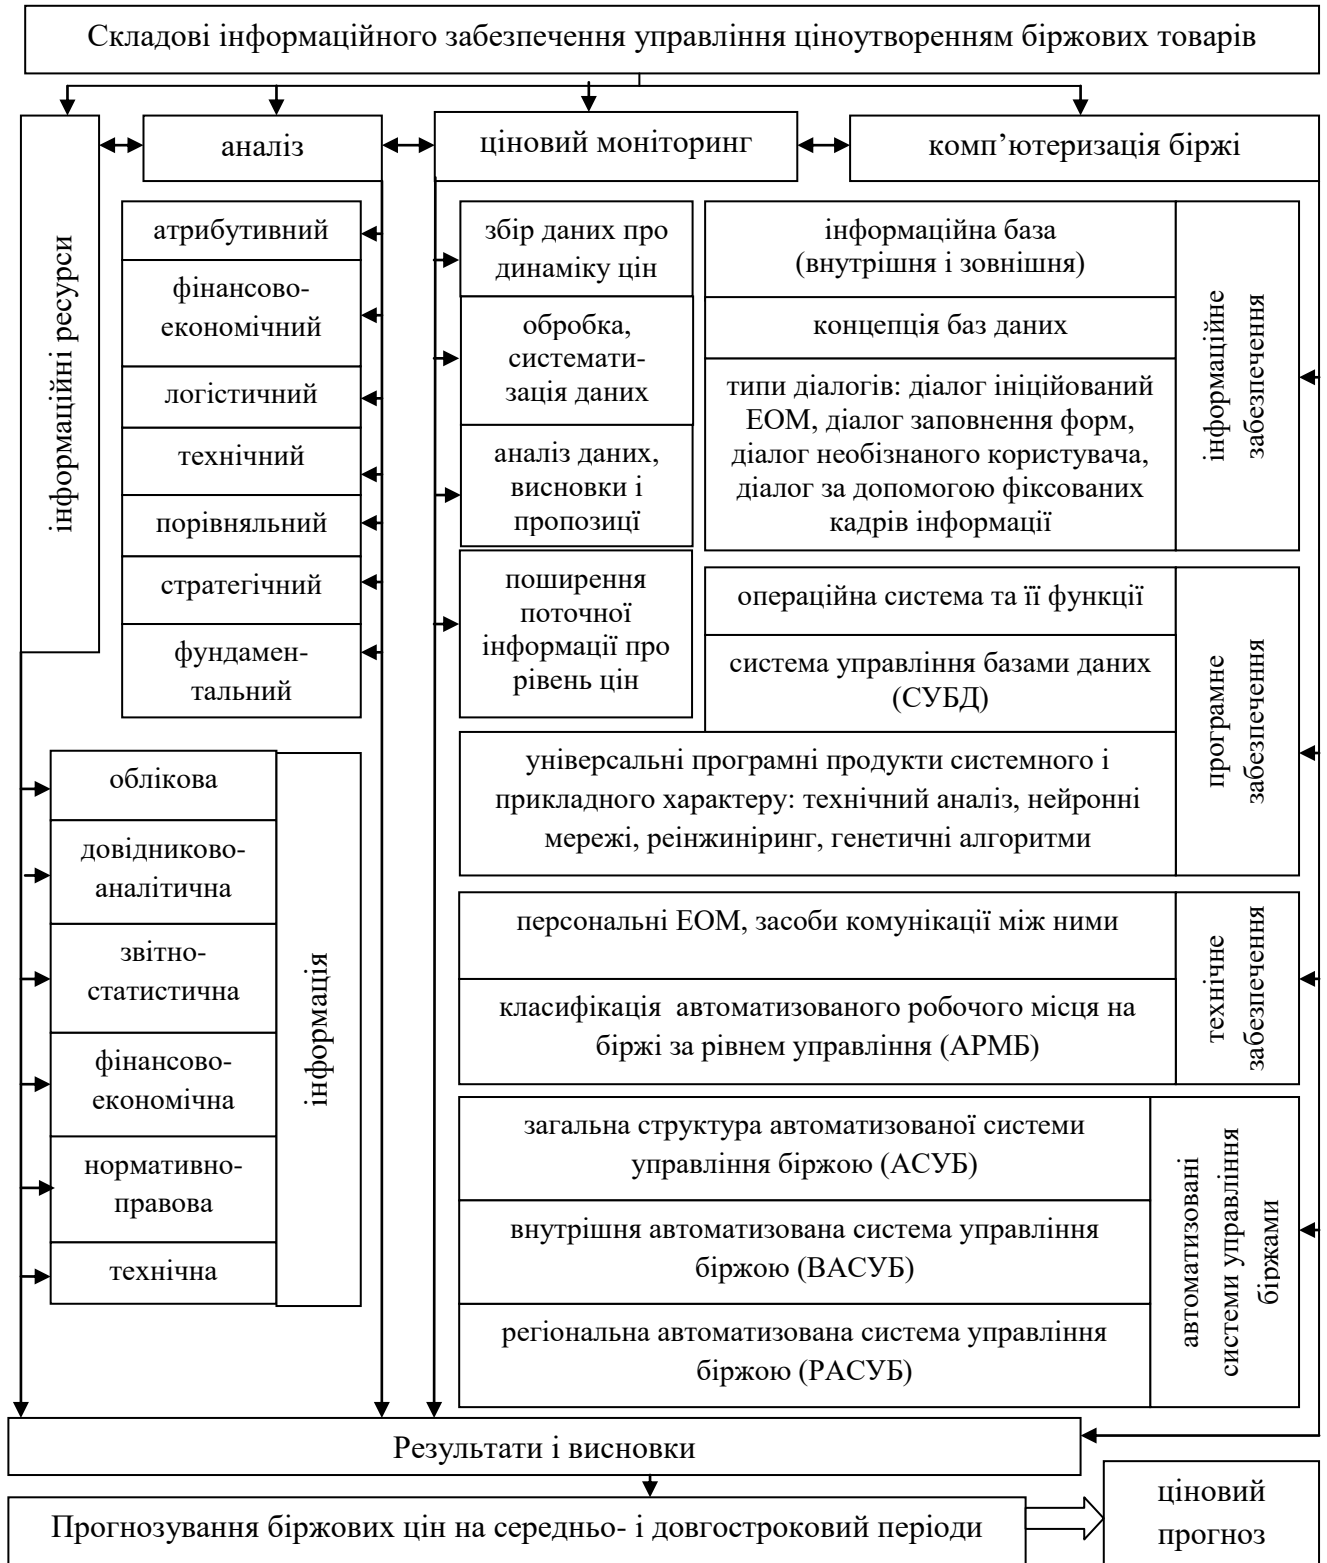 Складові інформаційного забезпечення управління ціноутворенням біржових товарів
інформаційні ресурси
аналіз
ціновий моніторинг
комп’ютеризація біржі
атрибутивний
фінансово-
економічний
логістичний
технічний
порівняльний
стратегічний
фундамен-
тальний
збір даних про
динаміку цін
обробка,
системати-
зація даних
аналіз даних,
висновки і
пропозиції
поширення
поточної
інформації про
рівень цін
інформаційна база
(внутрішня і зовнішня)
концепція баз даних
типи діалогів: діалог ініційований
ЕОМ, діалог заповнення форм,
діалог необізнаного користувача,
діалог за допомогою фіксованих
кадрів інформації
інформаційне
забезпечення
операційна система та її функції
система управління базами даних
(СУБД)
універсальні програмні продукти системного і
прикладного характеру: технічний аналіз, нейронні
мережі, реінжиніринг, генетичні алгоритми
програмне
забезпечення
облікова
довідниково-
аналітична
звітно-
статистична
фінансово-
економічна
нормативно-
правова
технічна
інформація
персональні ЕОМ, засоби комунікації між ними
класифікація автоматизованого робочого місця на
біржі за рівнем управління (АРМБ)
технічне
забезпечення
загальна структура автоматизованої системи
управління біржою (АСУБ)
внутрішня автоматизована система управління
біржою (ВАСУБ)
регіональна автоматизована система управління
біржою (РАСУБ)
автоматизовані
системи управління
біржами
Результати і висновки
Прогнозування біржових цін на середньо- і довгостроковий періоди
ціновий
прогноз